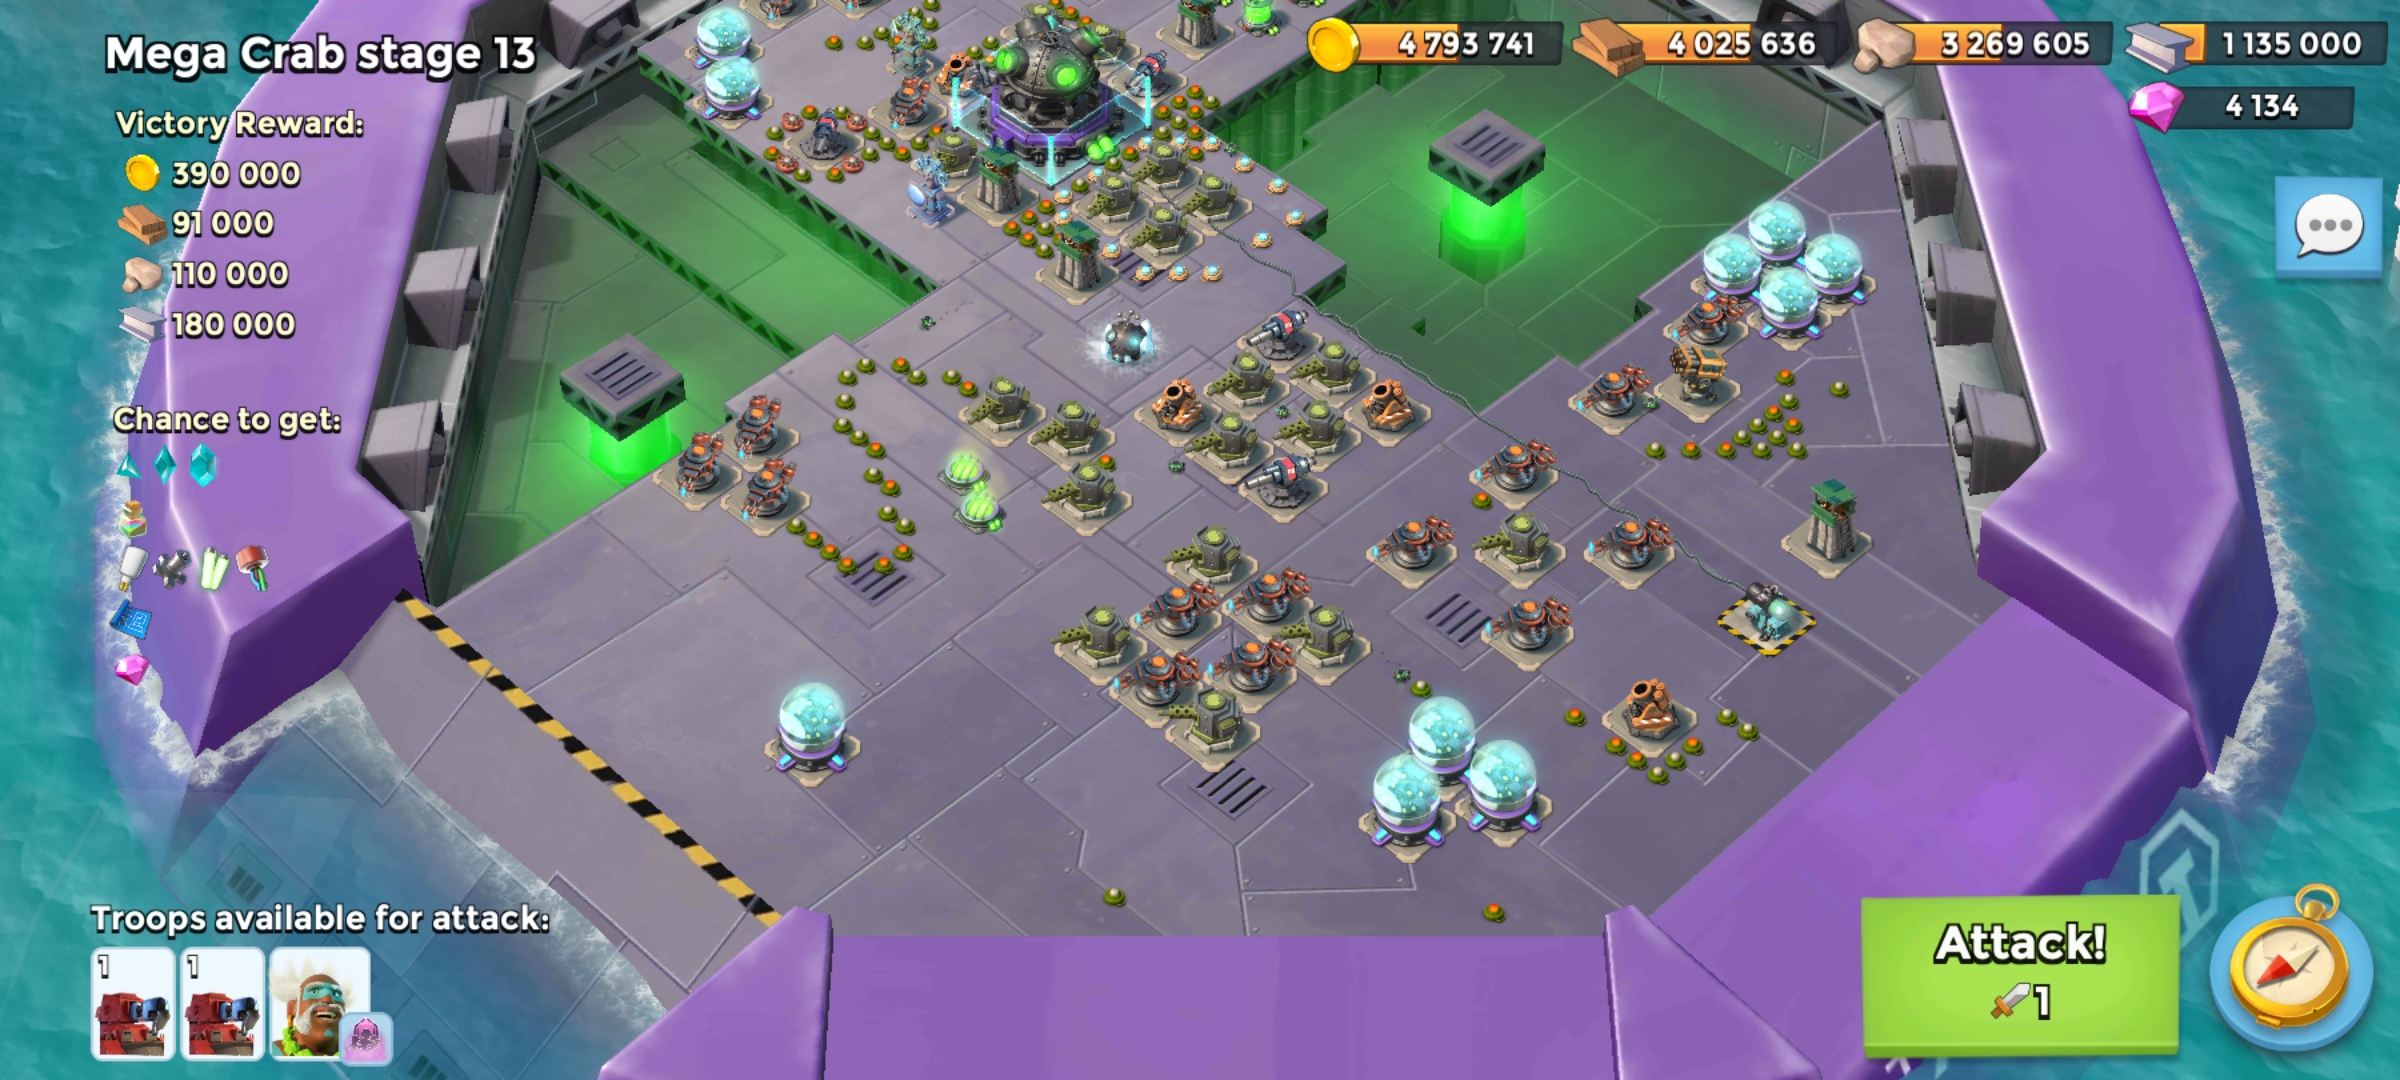 Mega Crab stage 13
4 793 741
4 025 636
3 269 605
1 135 000
4 134
Victory Reward:
390 000
91 000
110 000
180 000
Chance to get:
Troops available for attack:
1
1
Attack!
1